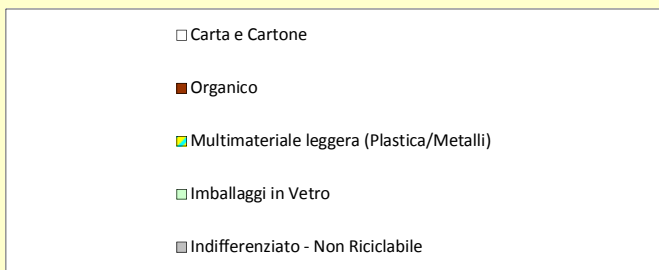 Carta e Cartone
Organico
Multimateriale leggera (Plastica/Metalli)
Imballaggi in Vetro
Indifferenziato - Non Riciclabile